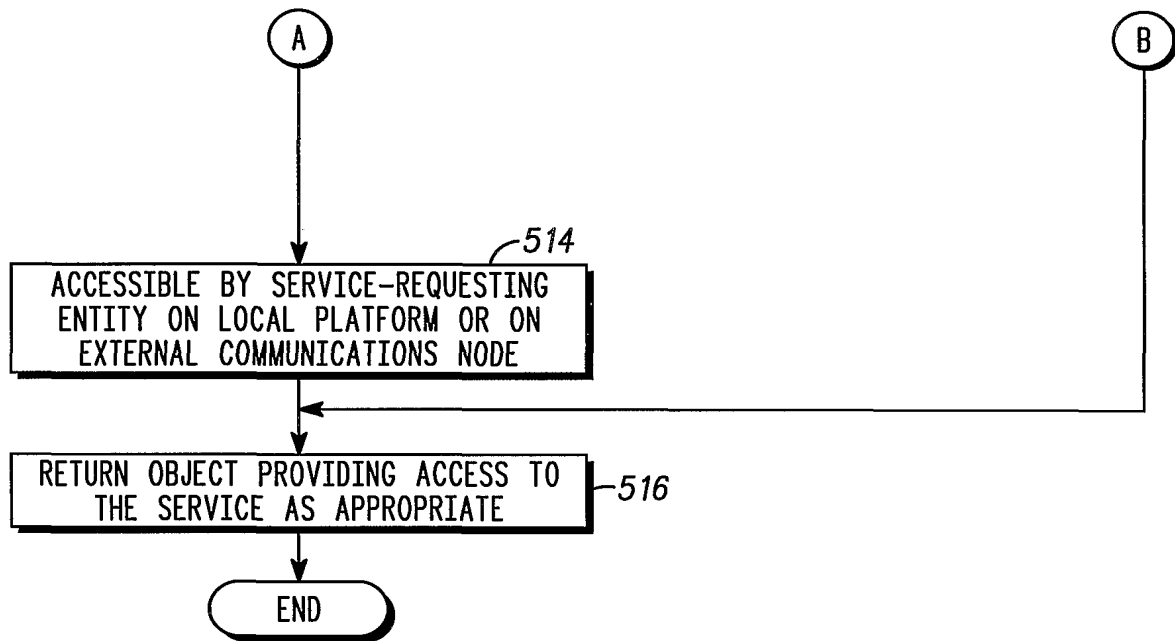 A
B
514
ACCESSIBLE BY SERVICE-REQUESTING
ENTITY ON LOCAL PLATFORM OR ON
EXTERNAL COMMUNICATIONS NODE
RETURN OBJECT PROVIDING ACCESS TO
THE SERVICE AS APPROPRIATE
516
END